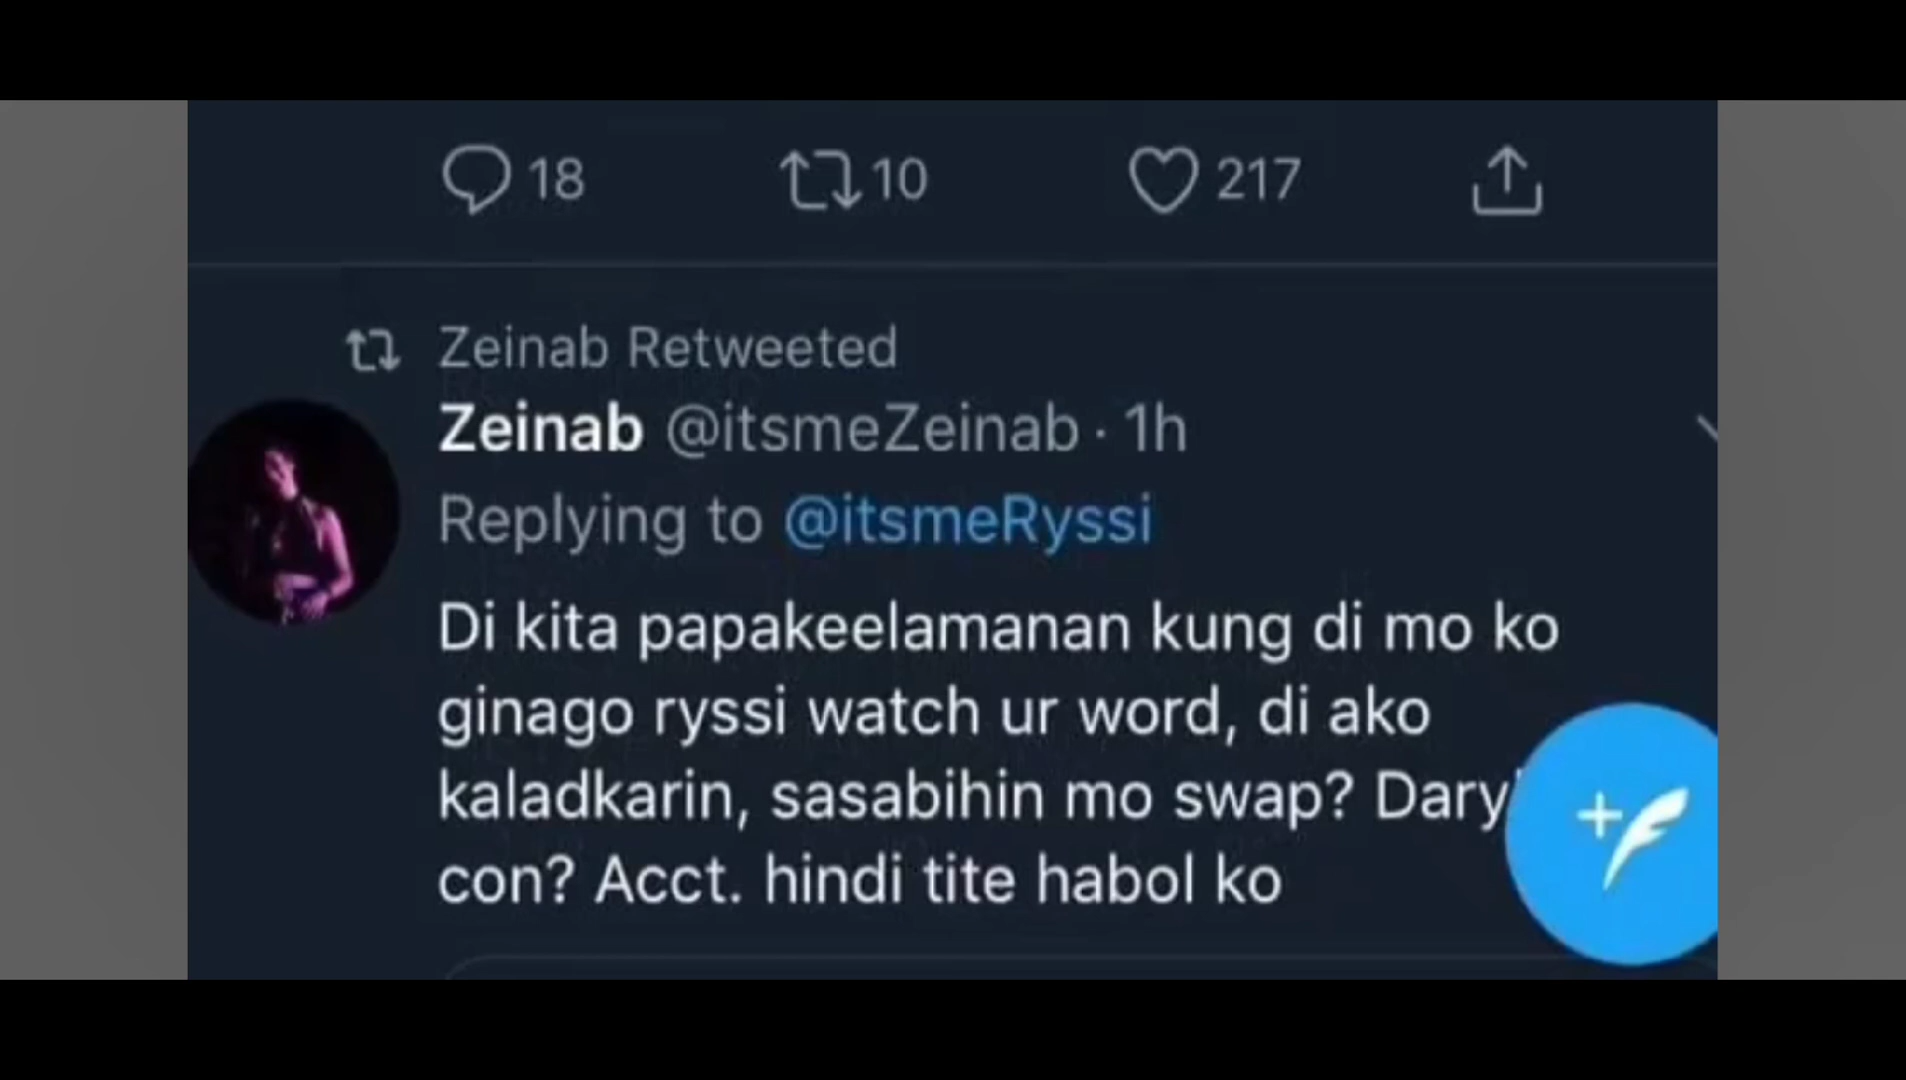 18 10 217
Zeinab Retweeted
Zeinab @itsmeZeinab · 1h
Replying to @itsmeRyssi
Di kita papakeelamanan kung di mo ko
ginago ryssi watch ur word, di ako
kaladkarin, sasabihin mo swap?
con? Acct. hindi tite habol ko